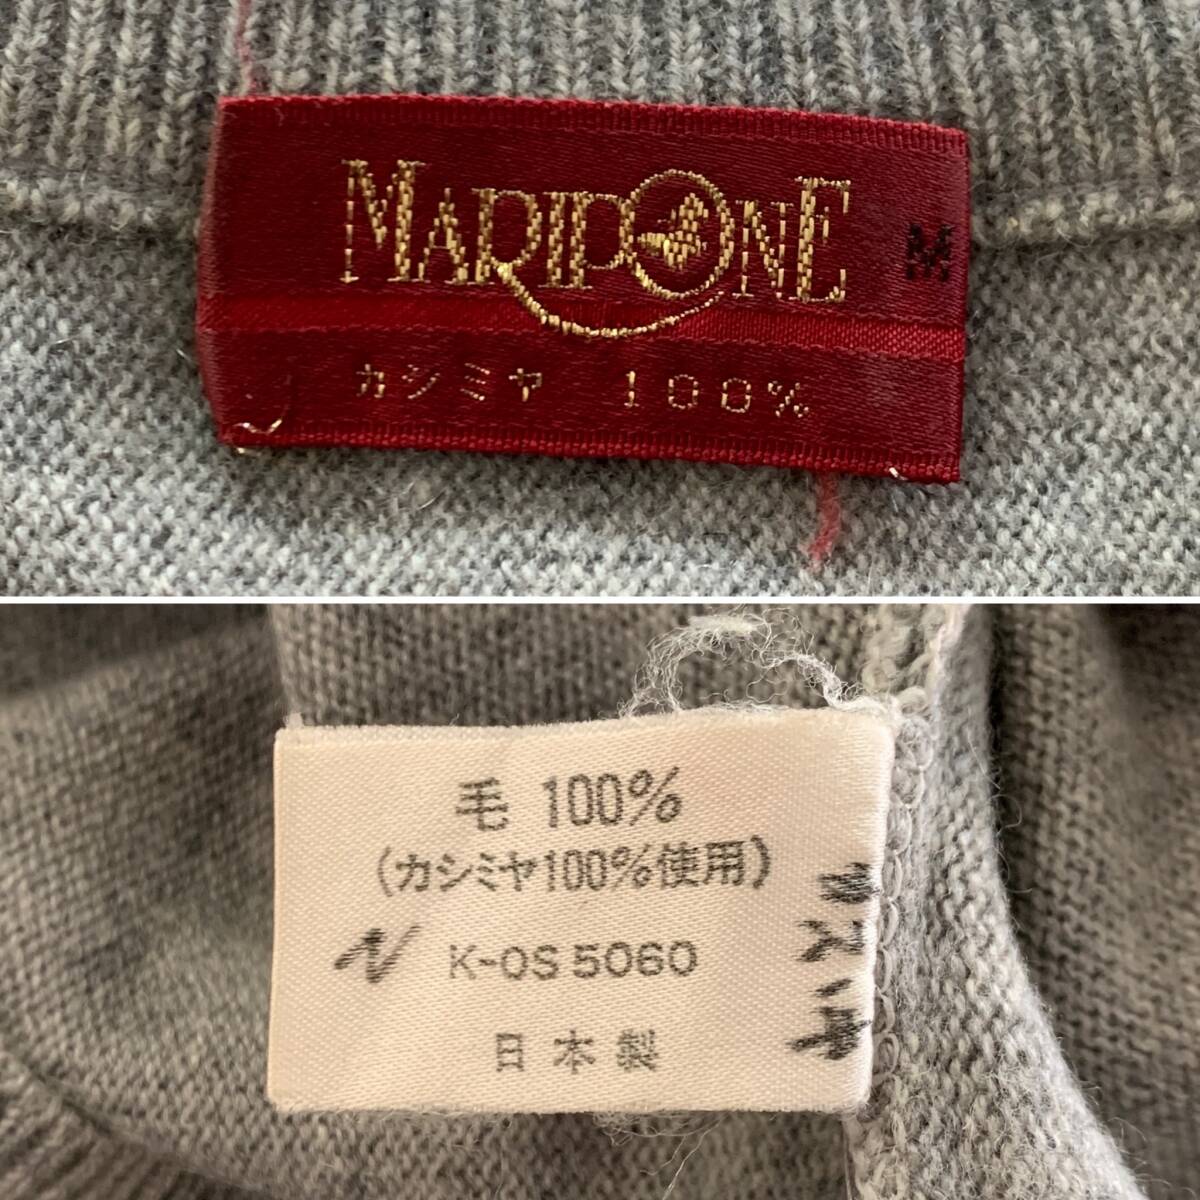 MARIPONE M
カシミヤ 100%
毛 100%
(カシミヤ100%使用)
K-OS 5060
日本製